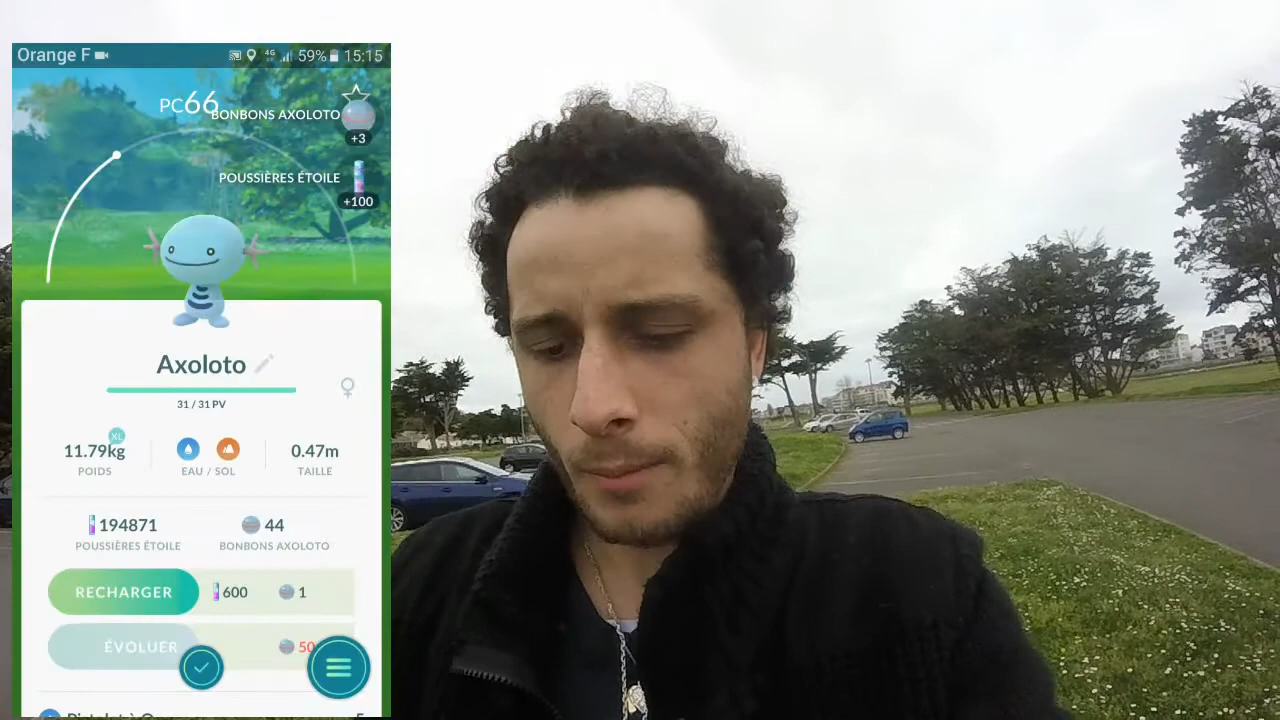 Orange F 4G 59% 15:15
PC66
BONBONS AXOLOTO
+3
POUSSIÈRES ÉTOILE
+100
Axoloto
31 / 31 PV
XL
11.79kg 0.47m
POIDS EAU / SOL TAILLE
194871 44
POUSSIÈRES ÉTOILE BONBONS AXOLOTO
RECHARGER 600 1
ÉVOLUER 50